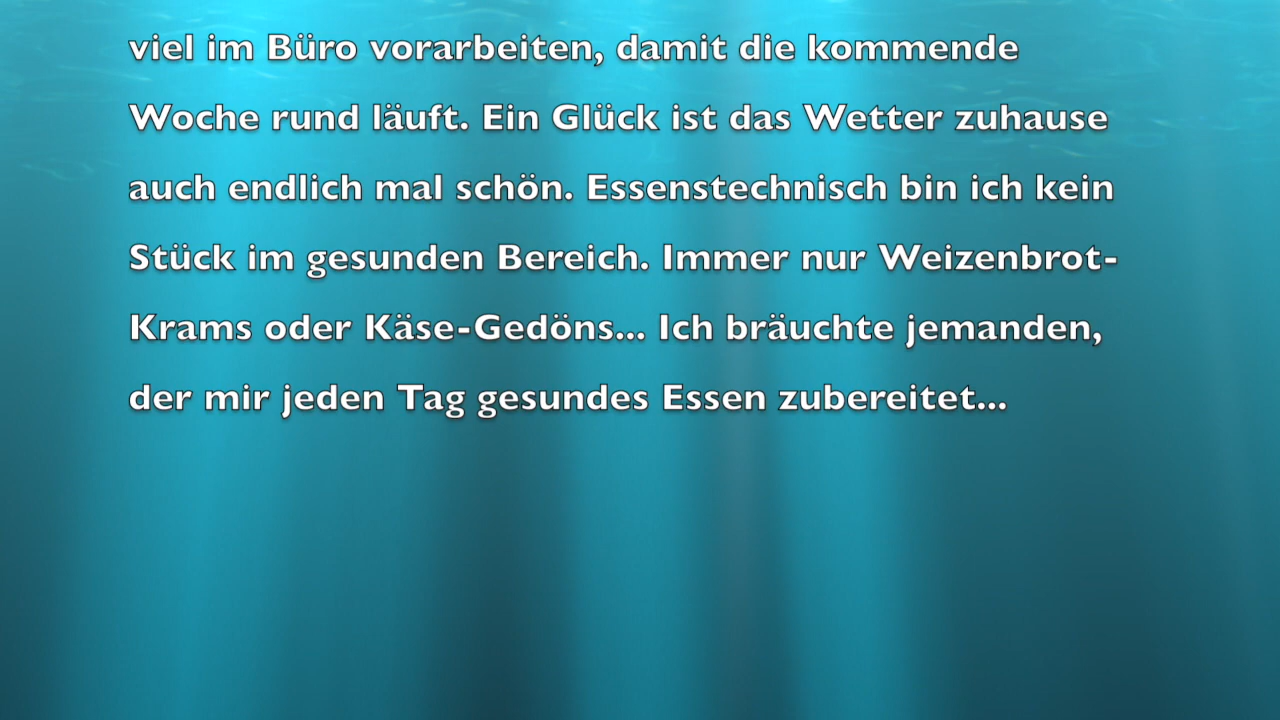 viel im Büro vorarbeiten, damit die kommende
Woche rund läuft. Ein Glück ist das Wetter zuhause
auch endlich mal schön. Essenstechnisch bin ich kein
Stück im gesunden Bereich. Immer nur Weizenbrot-
Krams oder Käse-Gedöns... Ich bräuchte jemanden,
der mir jeden Tag gesundes Essen zubereitet...